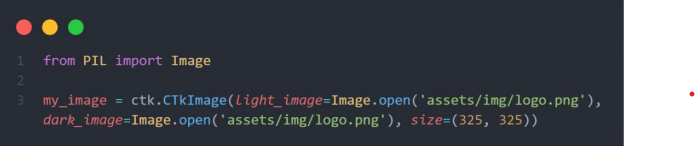 1 from PIL import Image
2
3 my_image = ctk.CTkImage(light_image=Image.open('assets/img/logo.png'),
dark_image=Image.open('assets/img/logo.png'), size=(325, 325))